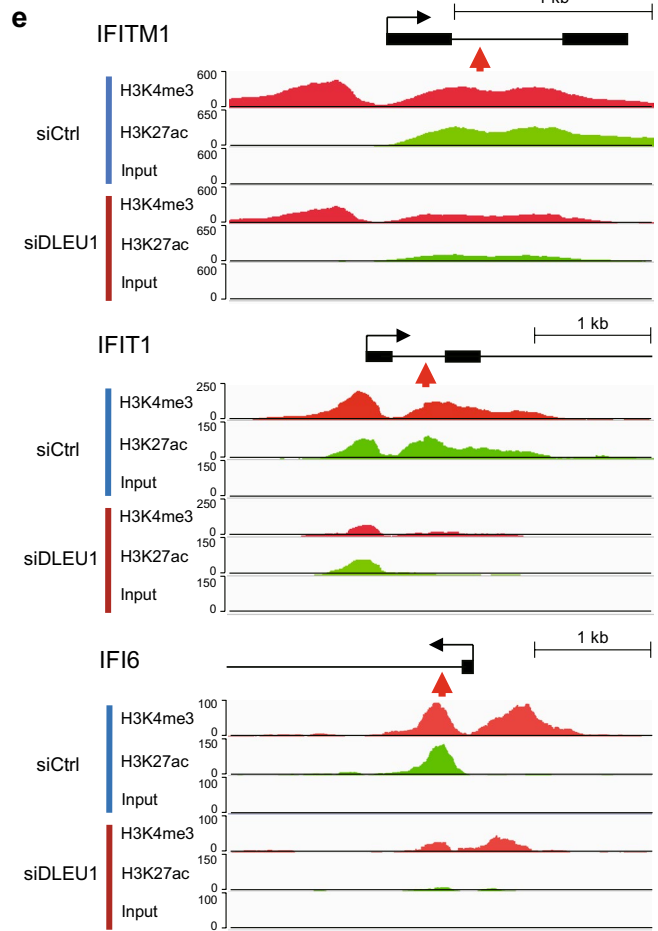 e
1 kb
IFITM1
600
H3K4me3
0
650
siCtrl
H3K27ac
0
600
Input
0
600
H3K4me3
0
650
siDLEU1
H3K27ac
0
600
Input
0
1 kb
IFIT1
250
H3K4me3
0
150
siCtrl
H3K27ac
0
150
Input
0
250
H3K4me3
0
150
siDLEU1
H3K27ac
0
150
Input
0
1 kb
IFI6
100
H3K4me3
0
150
siCtrl
H3K27ac
0
100
Input
0
100
H3K4me3
0
150
siDLEU1
H3K27ac
0
100
Input
0